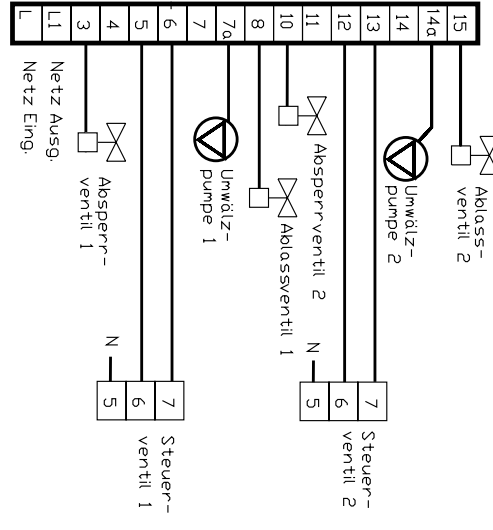 L
L1
3
4
5
6
7
7a
8
10
11
12
13
14
14a
15
Netz Eing.
Netz Ausg.
Absperr-
ventil 1
Umwälz-
pumpe 1
Ablassventil 1
Absperrventil 2
Umwälz-
pumpe 2
Ablass-
ventil 2
N
5
6
7
Steuer-
ventil 1
N
5
6
7
Steuer-
ventil 2